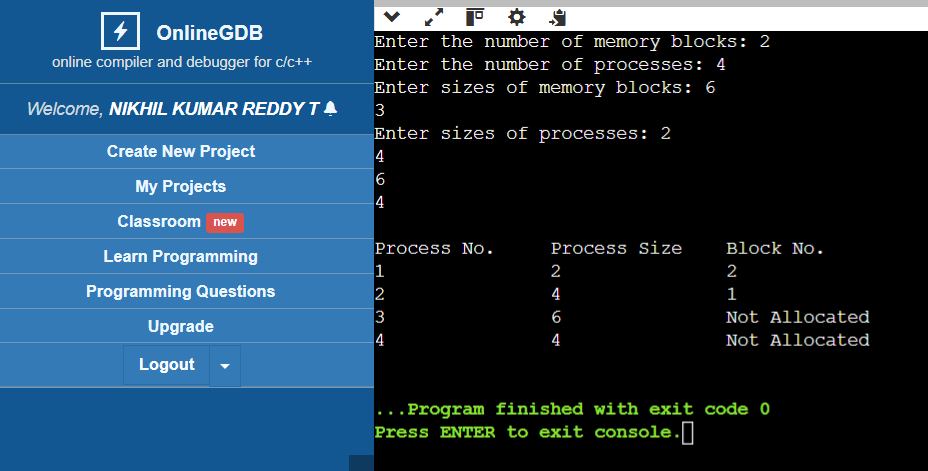 OnlineGDB
online compiler and debugger for c/c++
Welcome, NIKHIL KUMAR REDDY T
Create New Project
My Projects
Classroom new
Learn Programming
Programming Questions
Upgrade
Logout
Enter the number of memory blocks: 2
Enter the number of processes: 4
Enter sizes of memory blocks: 6
3
Enter sizes of processes: 2
4
6
4
Process No. Process Size Block No.
1 2 2
2 4 1
3 6 Not Allocated
4 4 Not Allocated
...Program finished with exit code 0
Press ENTER to exit console.